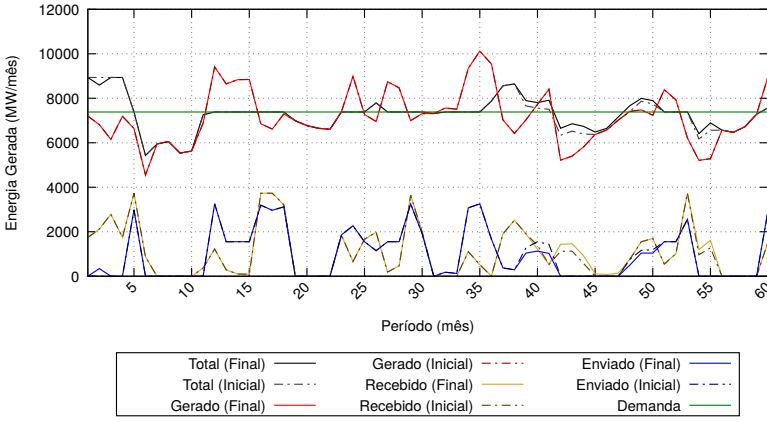 12000
10000
8000
6000
4000
2000
0
Energia Gerada (MW/mês)
5 10 15 20 25 30 35 40 45 50 55 60
Período (mês)
Total (Final) Gerado (Inicial) Enviado (Final)
Total (Inicial) Recebido (Final) Enviado (Inicial)
Gerado (Final) Recebido (Inicial) Demanda